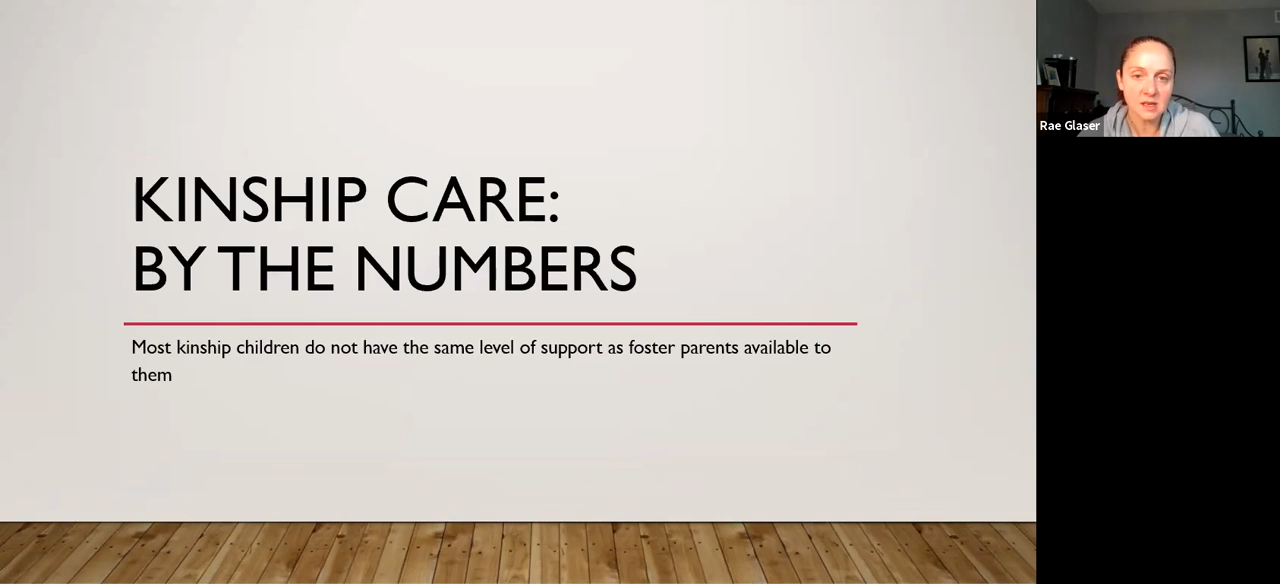 KINSHIP CARE:
BY THE NUMBERS
Most kinship children do not have the same level of support as foster parents available to
them
Rae Glaser